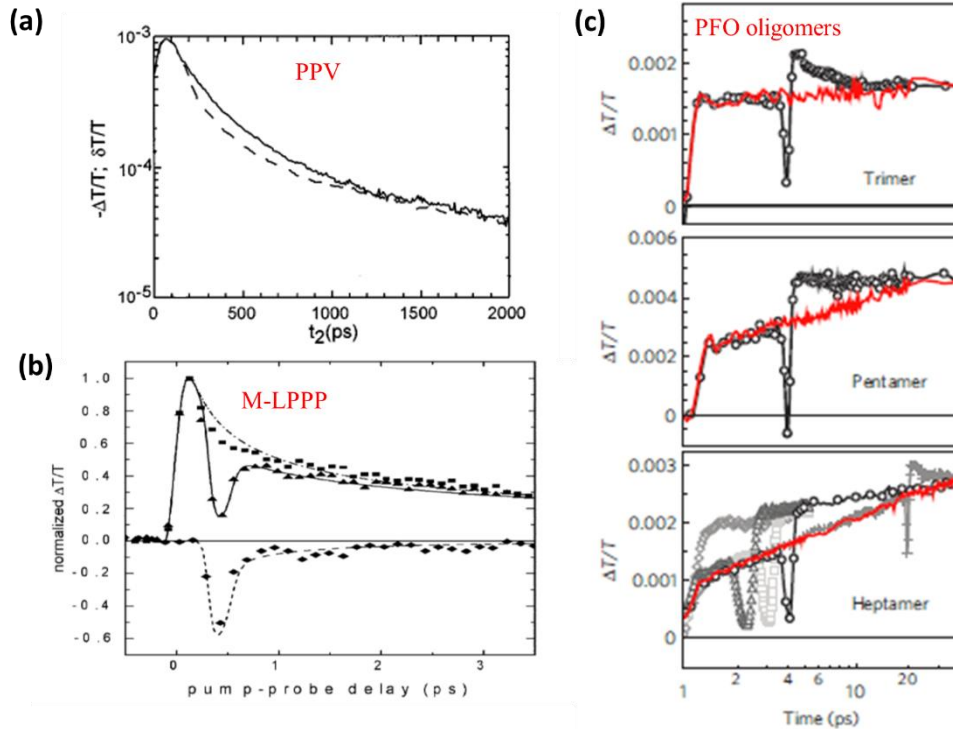 (a)
10-3
10-4
10-5
-ΔT/T; δT/T
PPV
0 500 1000 1500 2000
t2(ps)
(b)
1.0
0.8
0.6
0.4
0.2
0.0
-0.2
-0.4
-0.6
normalized ΔT/T
M-LPPP
0 1 2 3
pump-probe delay (ps)
(c)
PFO oligomers
0.002
0.001
0
ΔT/T
Trimer
0.006
0.004
0.002
0
ΔT/T
Pentamer
0.003
0.002
0.001
0
ΔT/T
Heptamer
1 2 4 10 20
Time (ps)